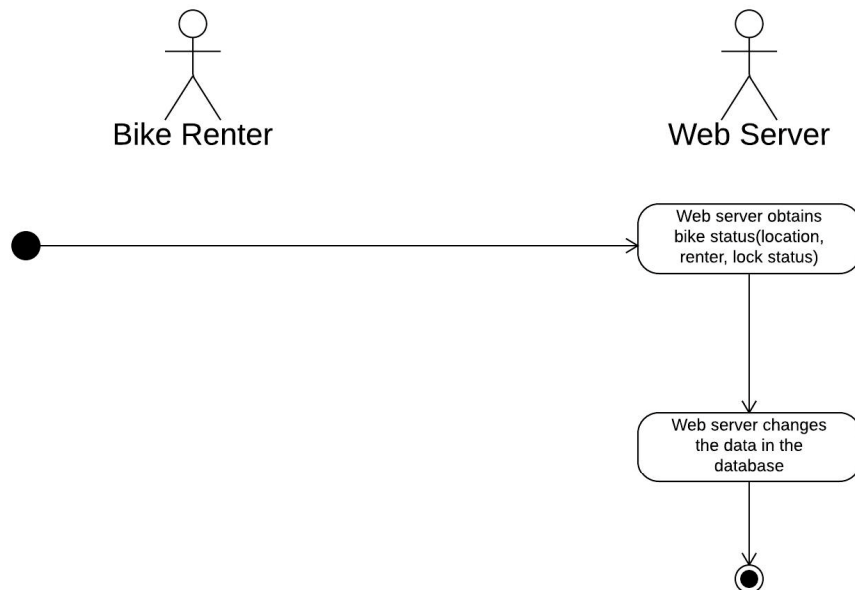 Bike Renter
Web Server
Web server obtains
bike status(location,
renter, lock status)
Web server changes
the data in the
database